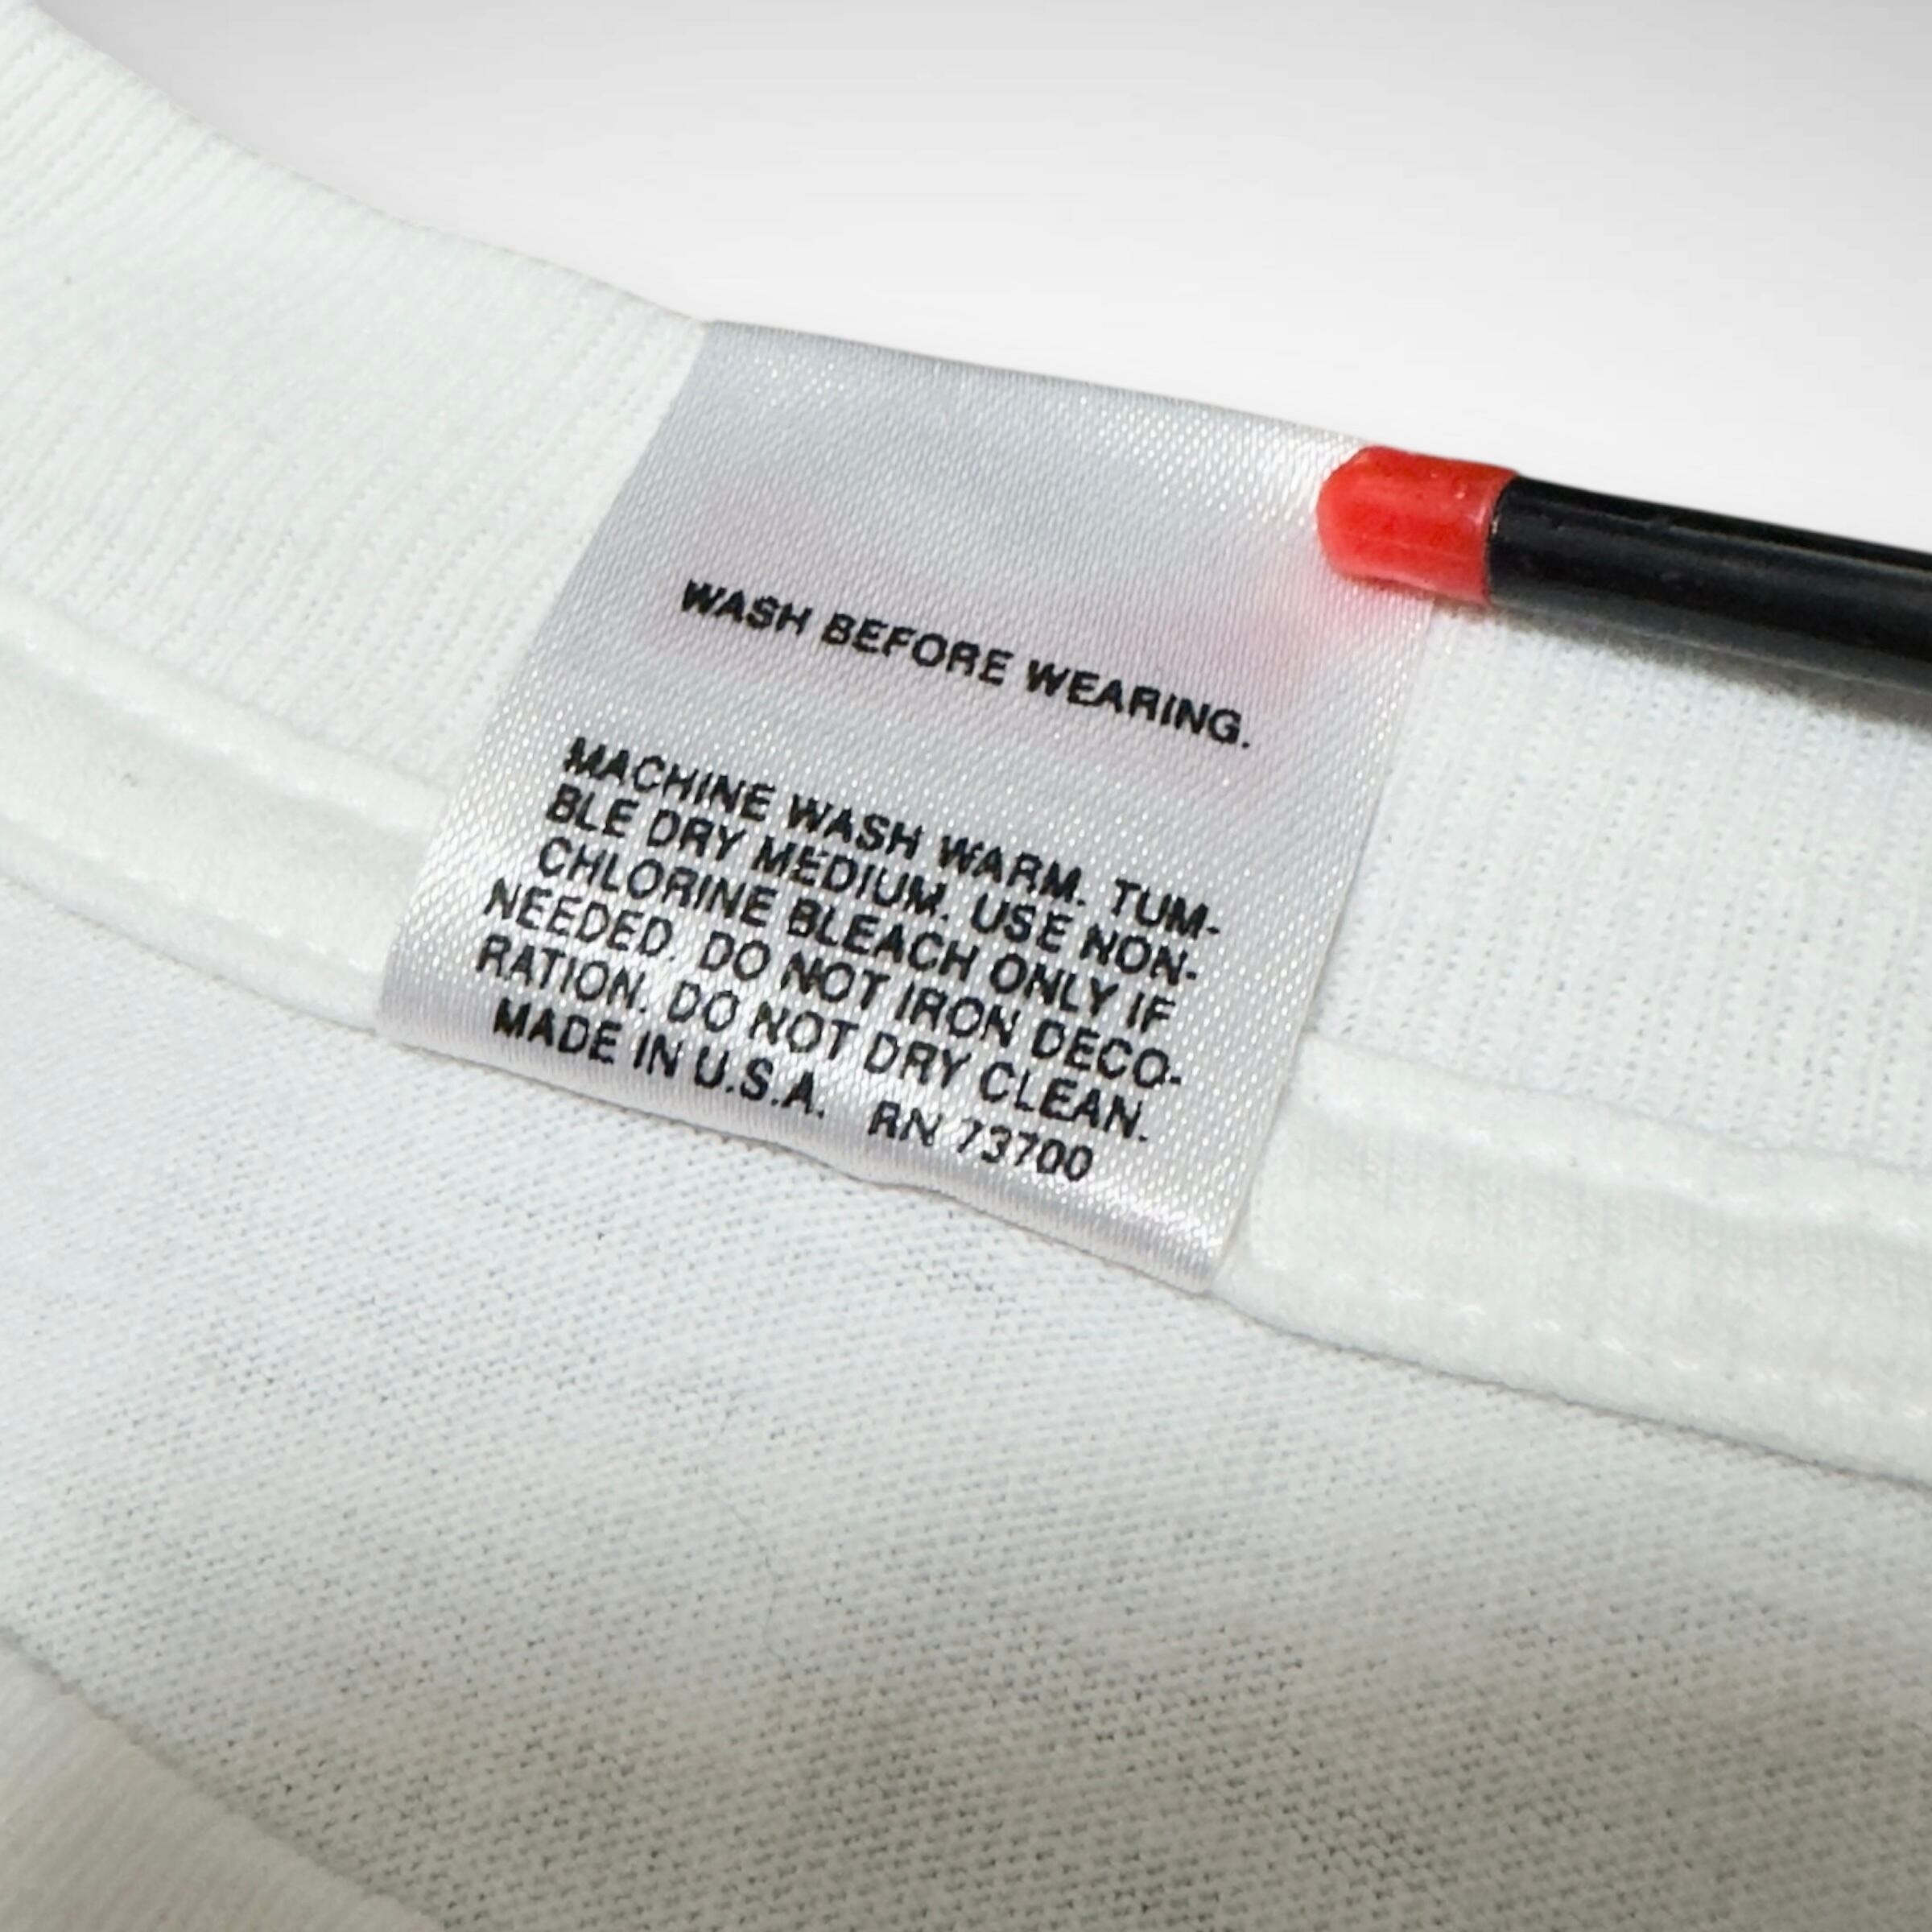 WASH BEFORE WEARING.
MACHINE WASH WARM. TUM-
BLE DRY MEDIUM. USE NON-
CHLORINE BLEACH ONLY IF
NEEDED. DO NOT IRON DECO-
RATION. DO NOT DRY CLEAN.
MADE IN U.S.A. RN 73700